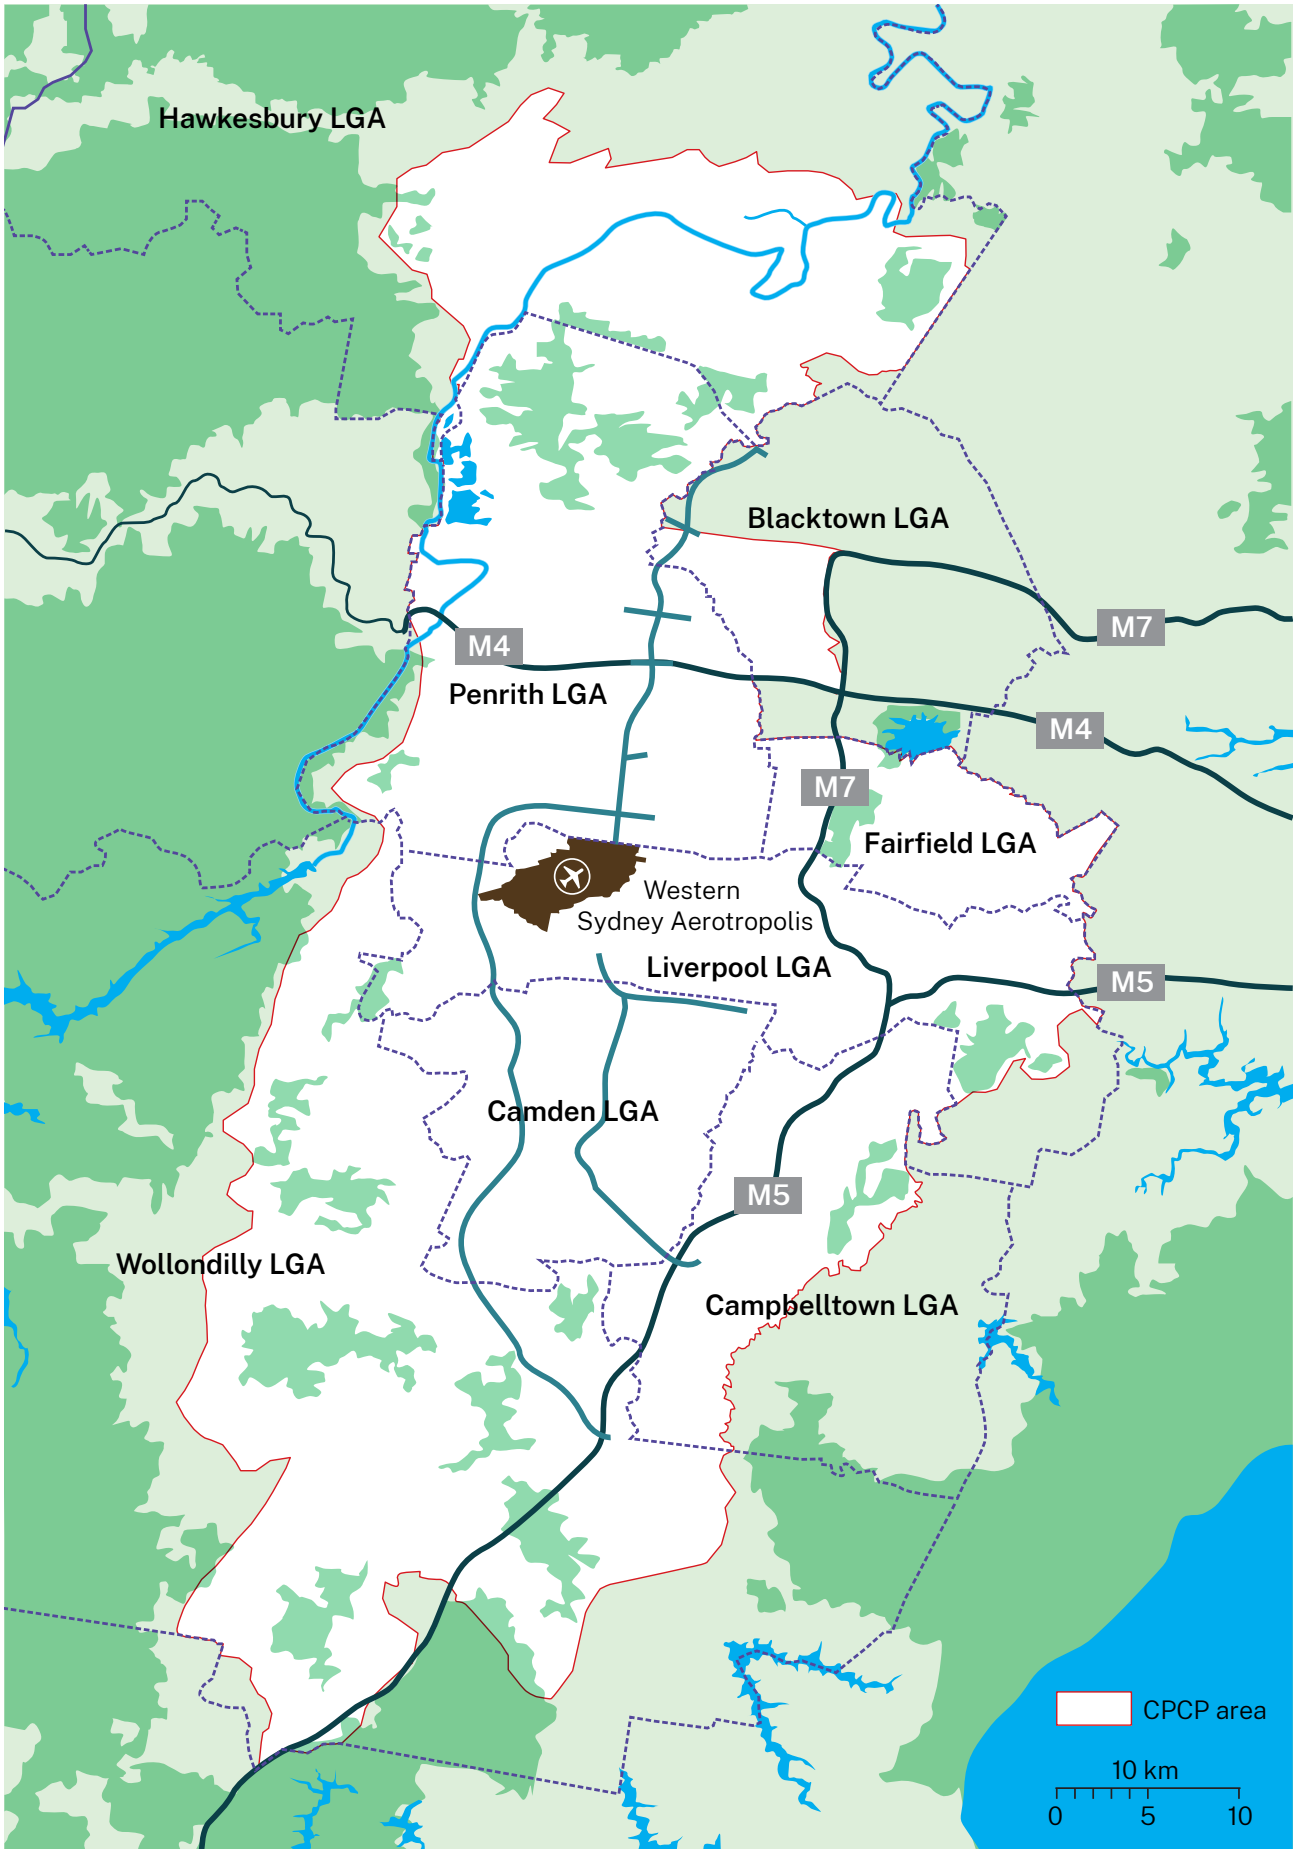 Hawkesbury LGA
Blacktown LGA
M7
M4
Penrith LGA
M4
M7
Fairfield LGA
Western
Sydney Aerotropolis
Liverpool LGA
M5
Camden LGA
M5
Wollondilly LGA
Campbelltown LGA
CPCP area
10 km
0 5 10